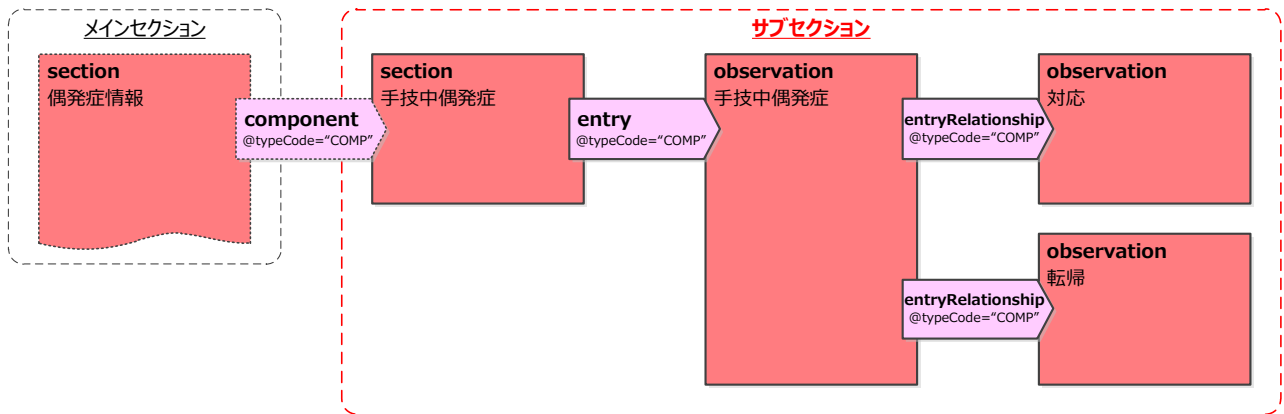 メインセクション
section
偶発症情報
component
@typeCode="COMP"
サブセクション
section
手技中偶発症
entry
@typeCode="COMP"
observation
手技中偶発症
entryRelationship
@typeCode="COMP"
observation
対応
entryRelationship
@typeCode="COMP"
observation
転帰